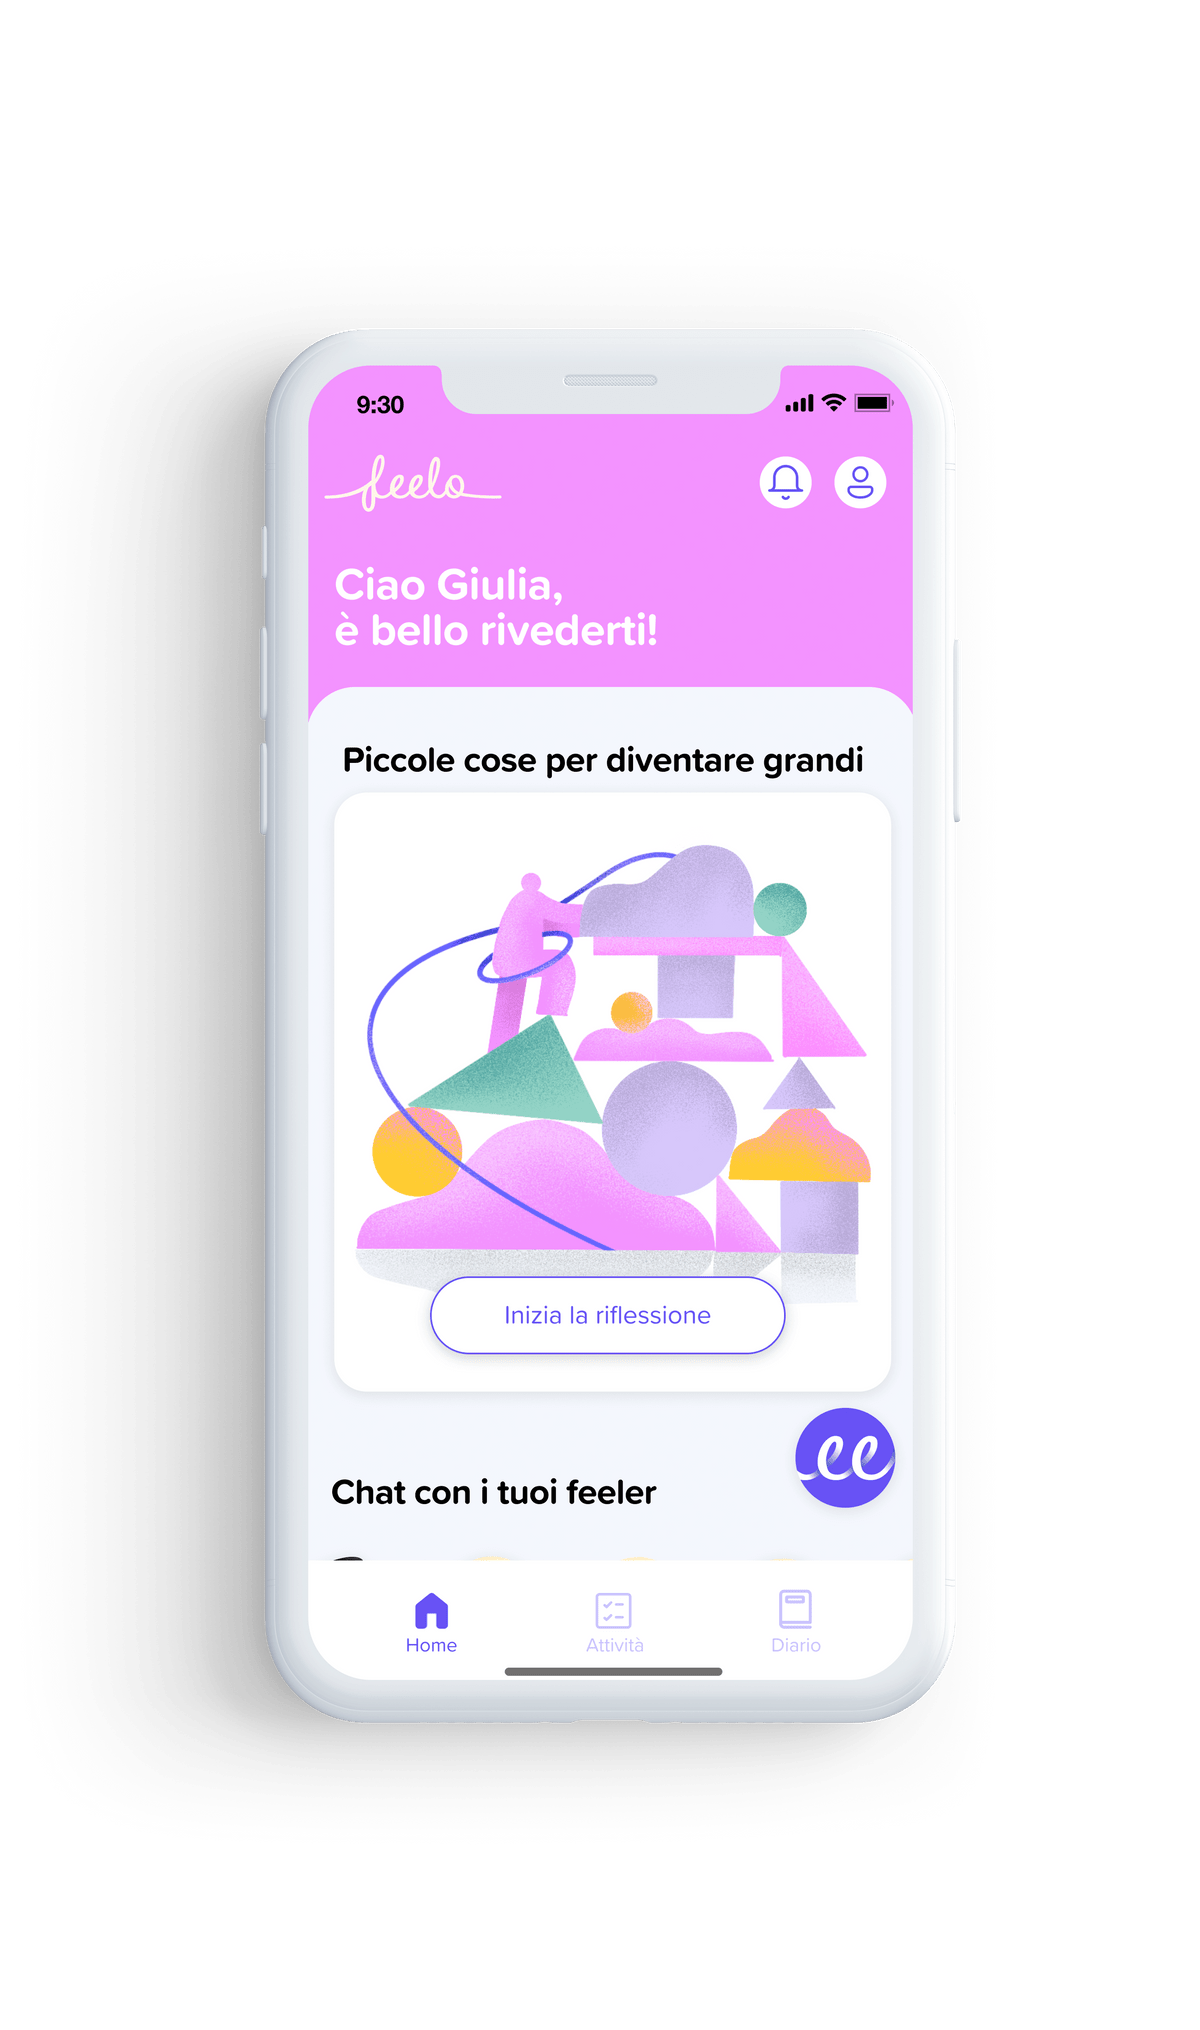 9:30
feelo
Ciao Giulia,
è bello rivederti!
Piccole cose per diventare grandi
Inizia la riflessione
ee
Chat con i tuoi feeler
Home
Attività
Diario